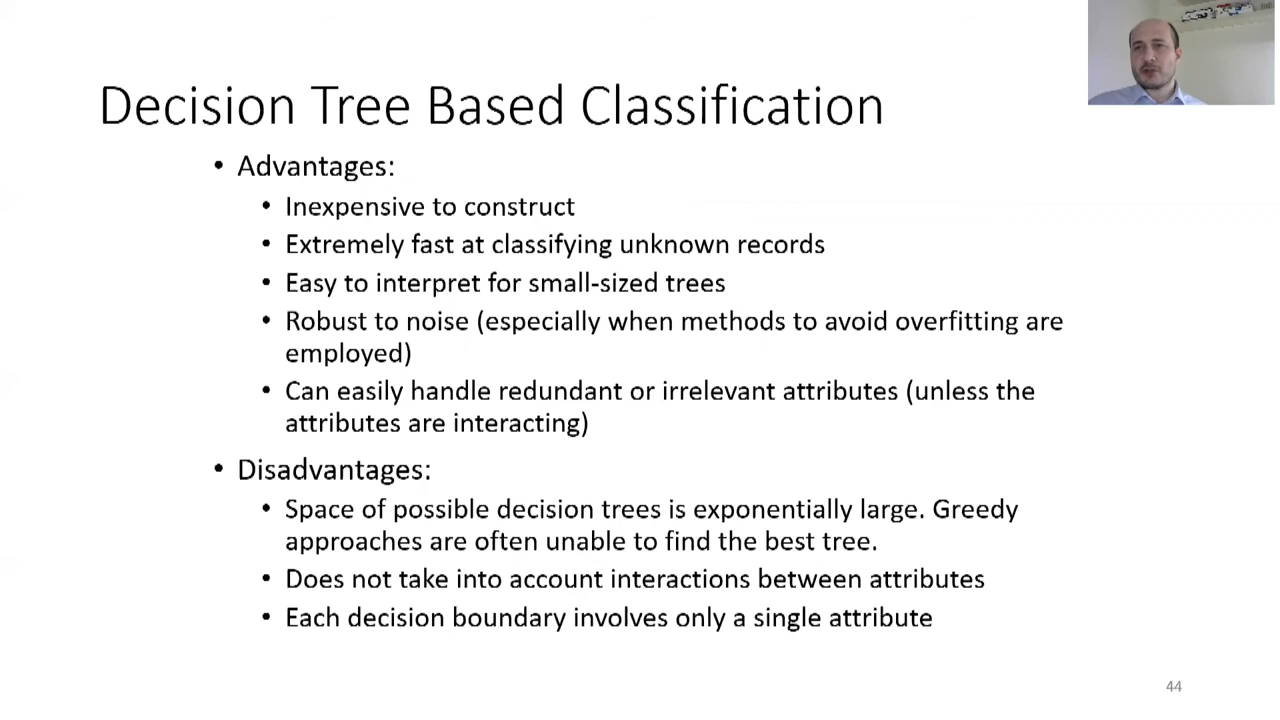 Decision Tree Based Classification
• Advantages:
• Inexpensive to construct
• Extremely fast at classifying unknown records
• Easy to interpret for small-sized trees
• Robust to noise (especially when methods to avoid overfitting are
employed)
• Can easily handle redundant or irrelevant attributes (unless the
attributes are interacting)
• Disadvantages:
• Space of possible decision trees is exponentially large. Greedy
approaches are often unable to find the best tree.
• Does not take into account interactions between attributes
• Each decision boundary involves only a single attribute
44